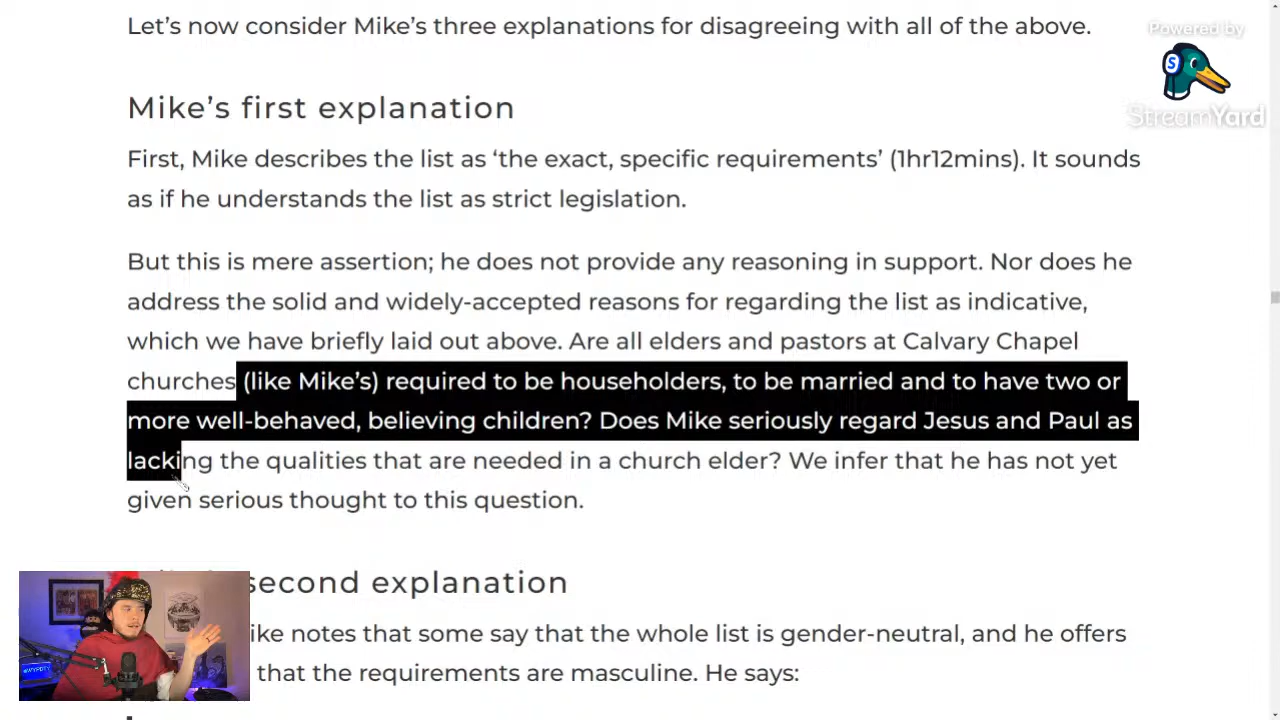 Let's now consider Mike's three explanations for disagreeing with all of the above.
Powered by
S
StreamYard
Mike's first explanation
First, Mike describes the list as 'the exact, specific requirements' (1hr12mins). It sounds
as if he understands the list as strict legislation.
But this is mere assertion; he does not provide any reasoning in support. Nor does he
address the solid and widely-accepted reasons for regarding the list as indicative,
which we have briefly laid out above. Are all elders and pastors at Calvary Chapel
churches (like Mike's) required to be householders, to be married and to have two or
more well-behaved, believing children? Does Mike seriously regard Jesus and Paul as
lacking the qualities that are needed in a church elder? We infer that he has not yet
given serious thought to this question.
second explanation
ike notes that some say that the whole list is gender-neutral, and he offers
that the requirements are masculine. He says: